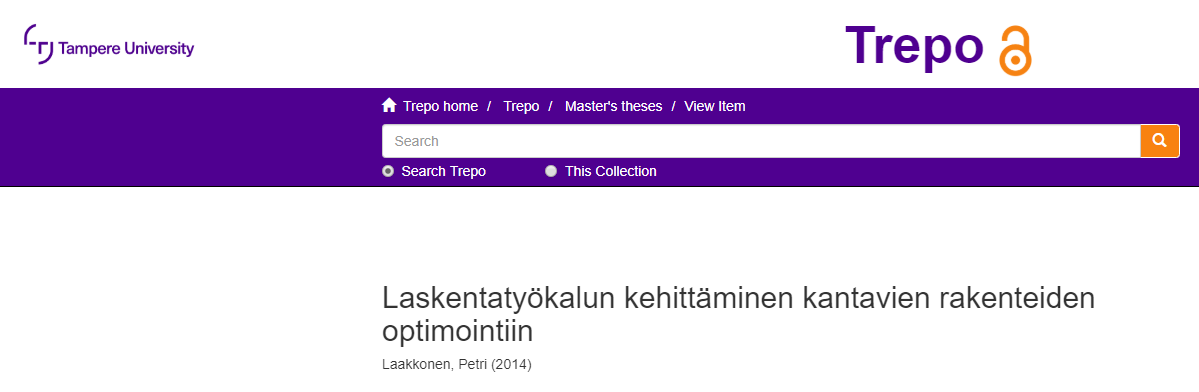 Tampere University
Trepo
Trepo home / Trepo / Master's theses / View Item
Search
Search Trepo This Collection
Laskentatyökalun kehittäminen kantavien rakenteiden
optimointiin
Laakkonen, Petri (2014)